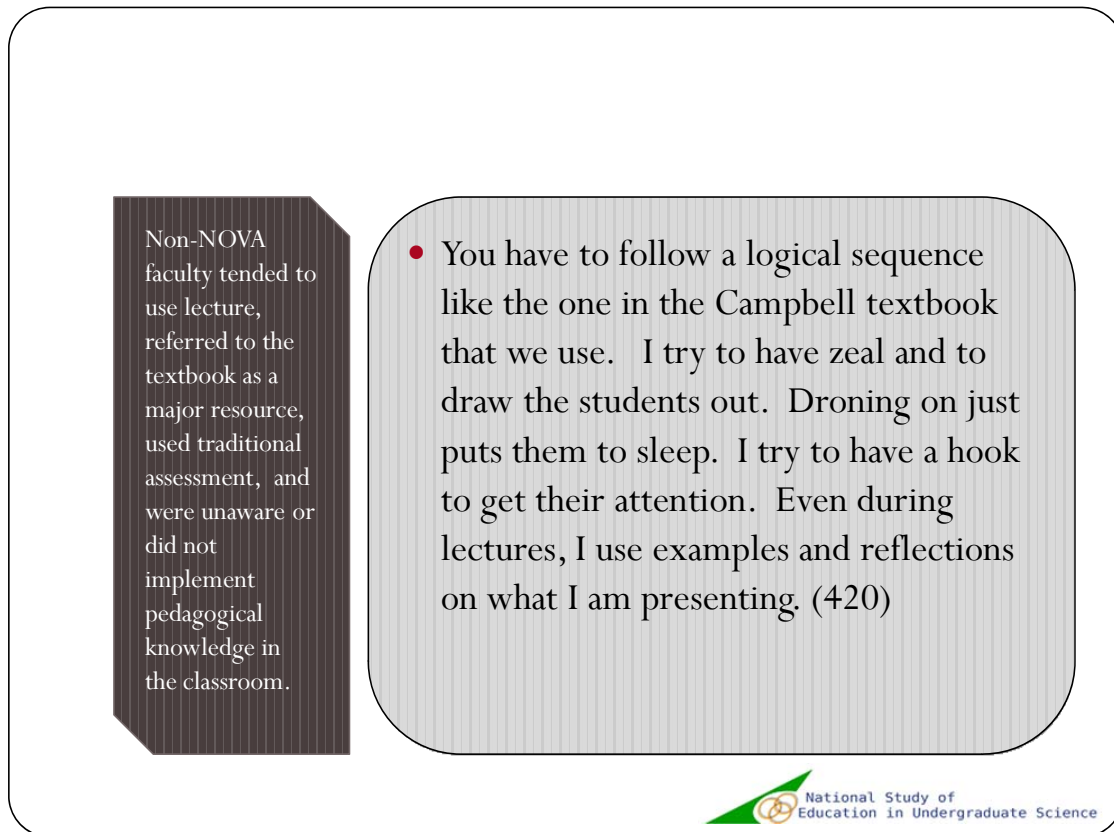 Non-NOVA
faculty tended to
use lecture,
referred to the
textbook as a
major resource,
used traditional
assessment, and
were unaware or
did not
implement
pedagogical
knowledge in
the classroom.
• You have to follow a logical sequence
like the one in the Campbell textbook
that we use. I try to have zeal and to
draw the students out. Droning on just
puts them to sleep. I try to have a hook
to get their attention. Even during
lectures, I use examples and reflections
on what I am presenting. (420)
National Study of
Education in Undergraduate Science